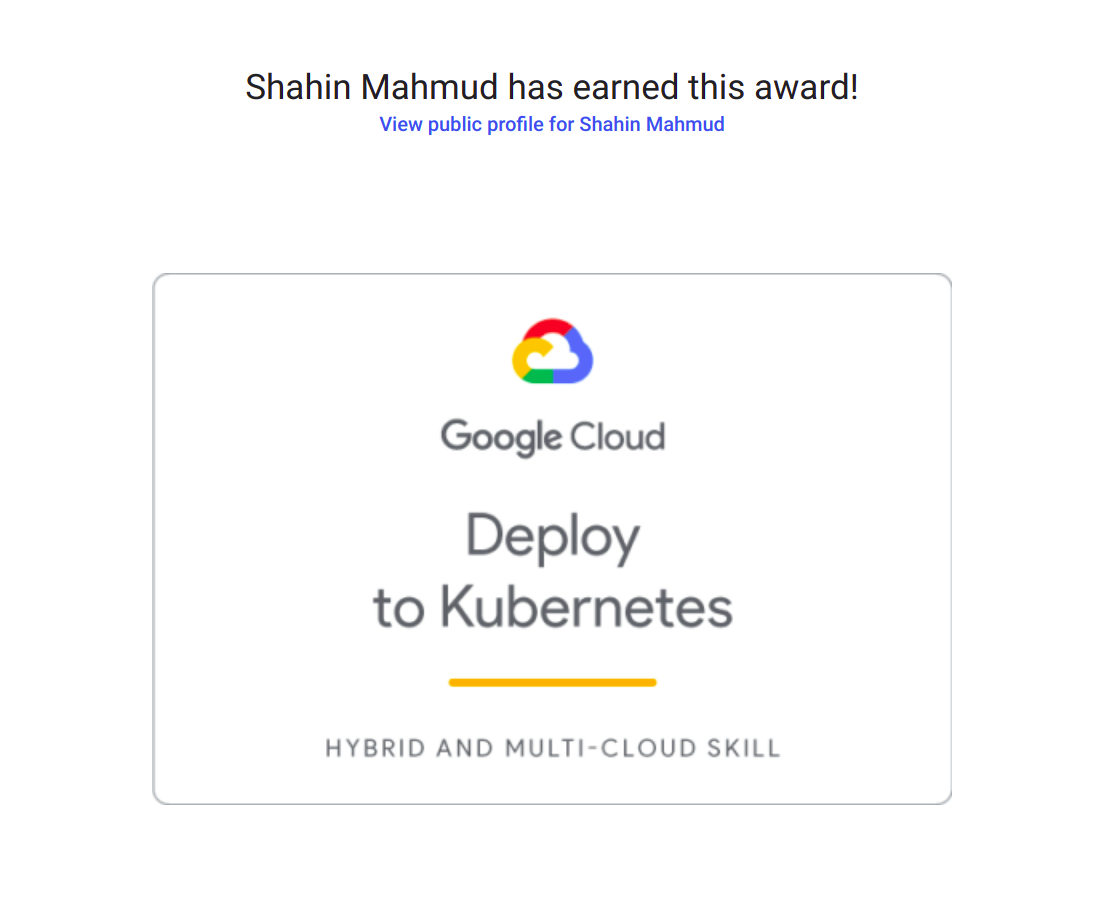 Shahin Mahmud has earned this award!
View public profile for Shahin Mahmud
Google Cloud
Deploy
to Kubernetes
HYBRID AND MULTI-CLOUD SKILL